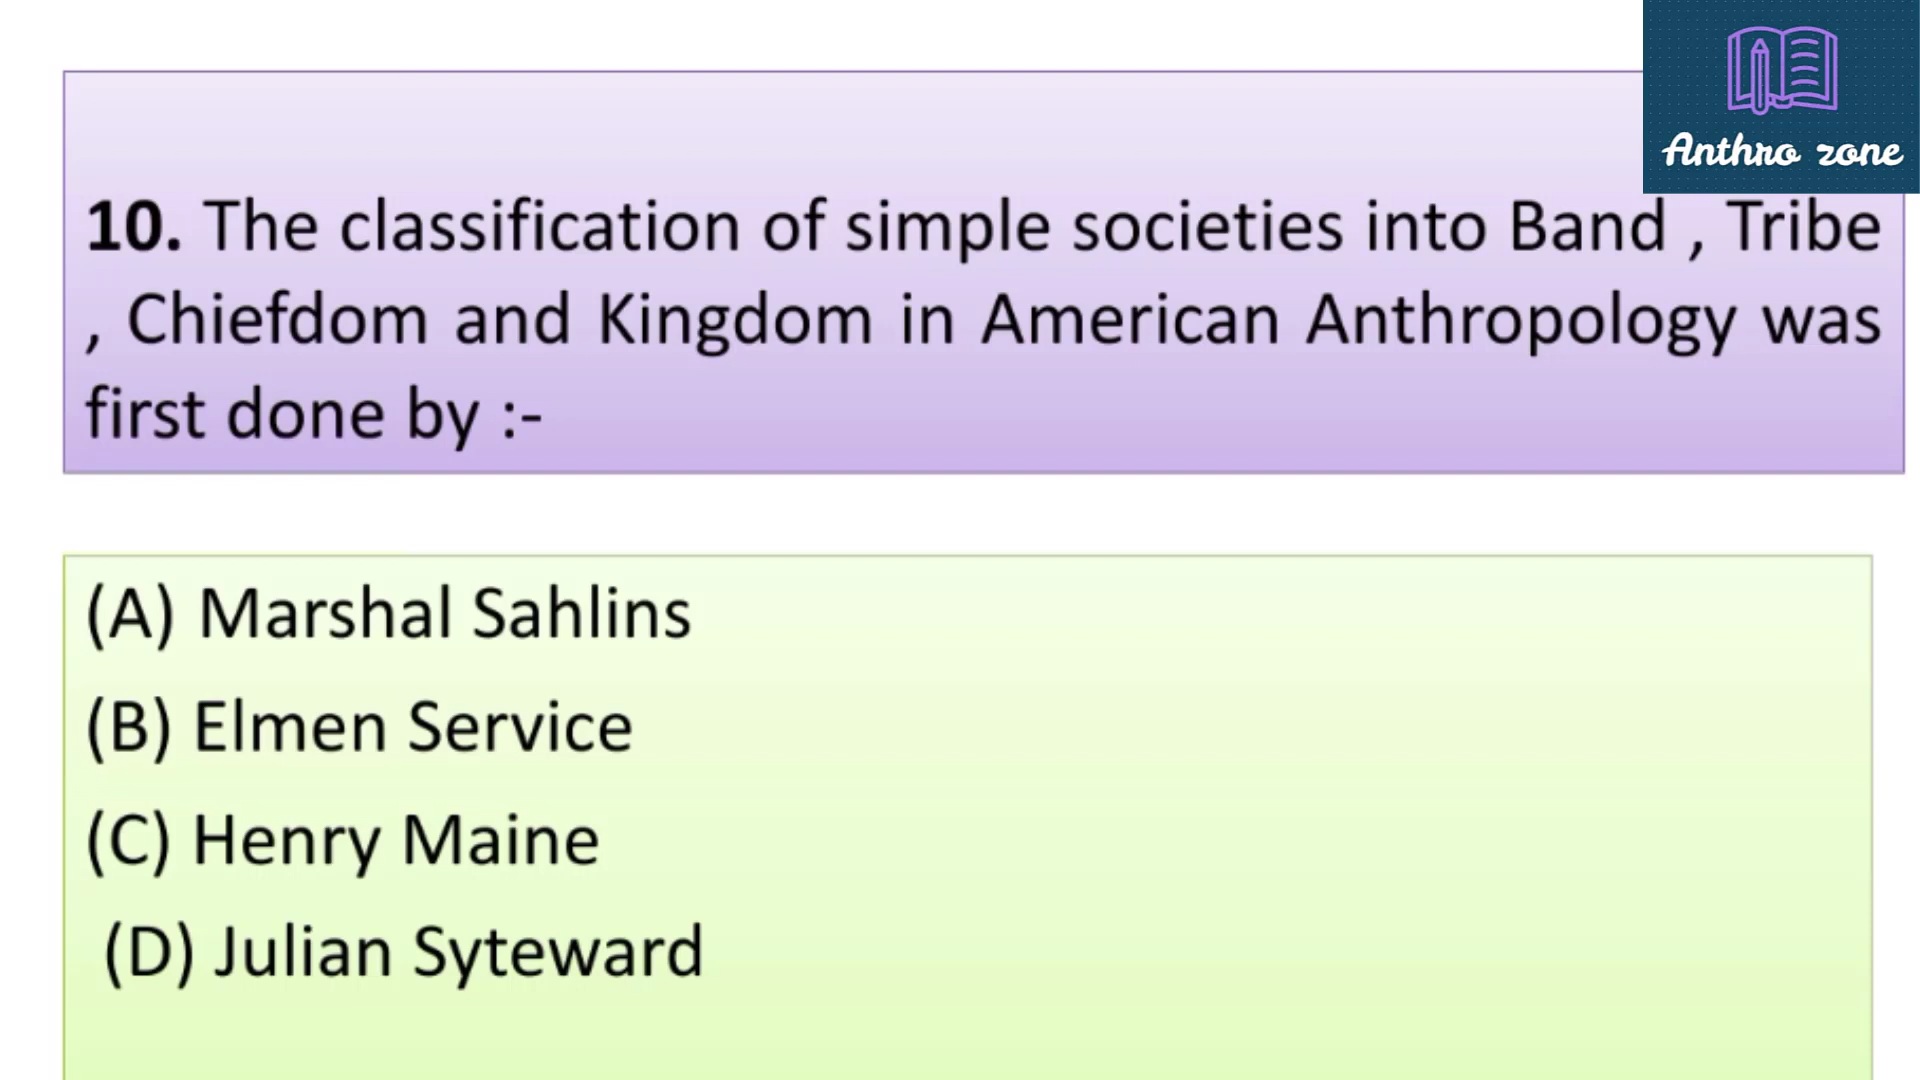 Anthro zone
10. The classification of simple societies into Band , Tribe
, Chiefdom and Kingdom in American Anthropology was
first done by :-
(A) Marshal Sahlins
(B) Elmen Service
(C) Henry Maine
(D) Julian Syteward